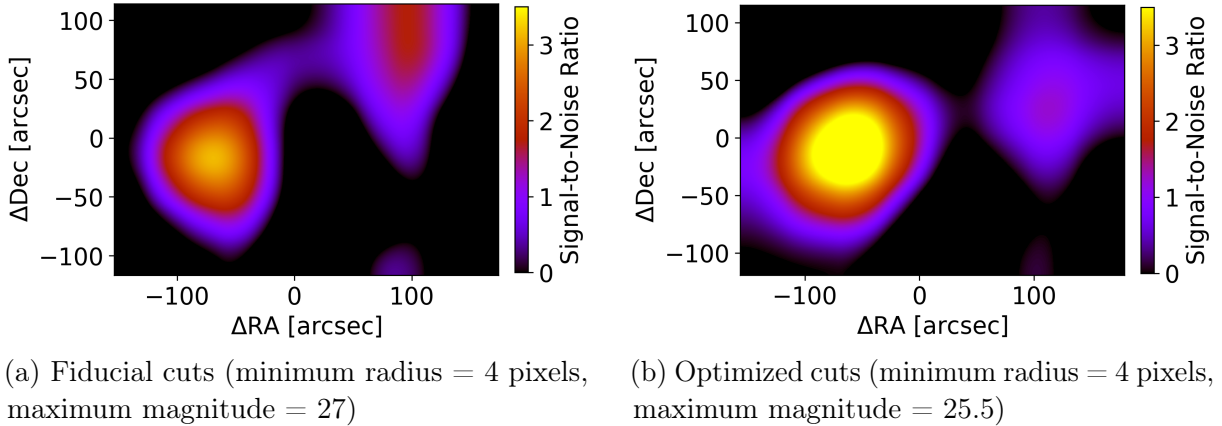 100
50
0
−50
−100
ΔDec [arcsec]
−100 0 100
ΔRA [arcsec]
3
2
1
0
Signal-to-Noise Ratio
(a) Fiducial cuts (minimum radius = 4 pixels,
maximum magnitude = 27)
100
50
0
−50
−100
ΔDec [arcsec]
−100 0 100
ΔRA [arcsec]
3
2
1
0
Signal-to-Noise Ratio
(b) Optimized cuts (minimum radius = 4 pixels,
maximum magnitude = 25.5)